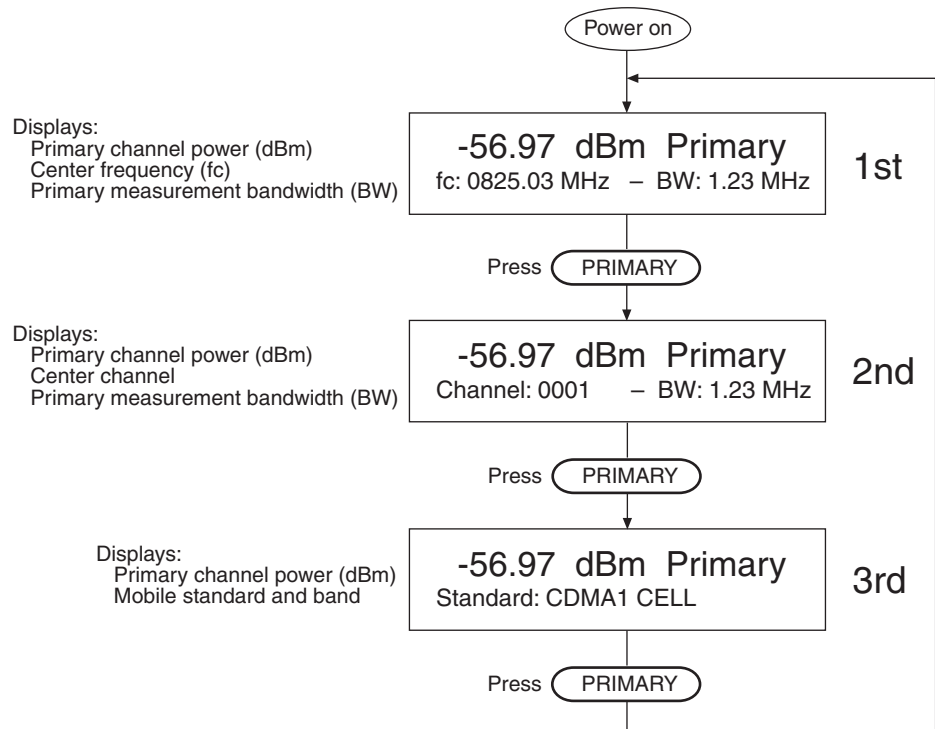 Power on
Displays:
Primary channel power (dBm)
Center frequency (fc)
Primary measurement bandwidth (BW)
-56.97 dBm Primary
fc: 0825.03 MHz – BW: 1.23 MHz
1st
Press PRIMARY
Displays:
Primary channel power (dBm)
Center channel
Primary measurement bandwidth (BW)
-56.97 dBm Primary
Channel: 0001 – BW: 1.23 MHz
2nd
Press PRIMARY
Displays:
Primary channel power (dBm)
Mobile standard and band
-56.97 dBm Primary
Standard: CDMA1 CELL
3rd
Press PRIMARY